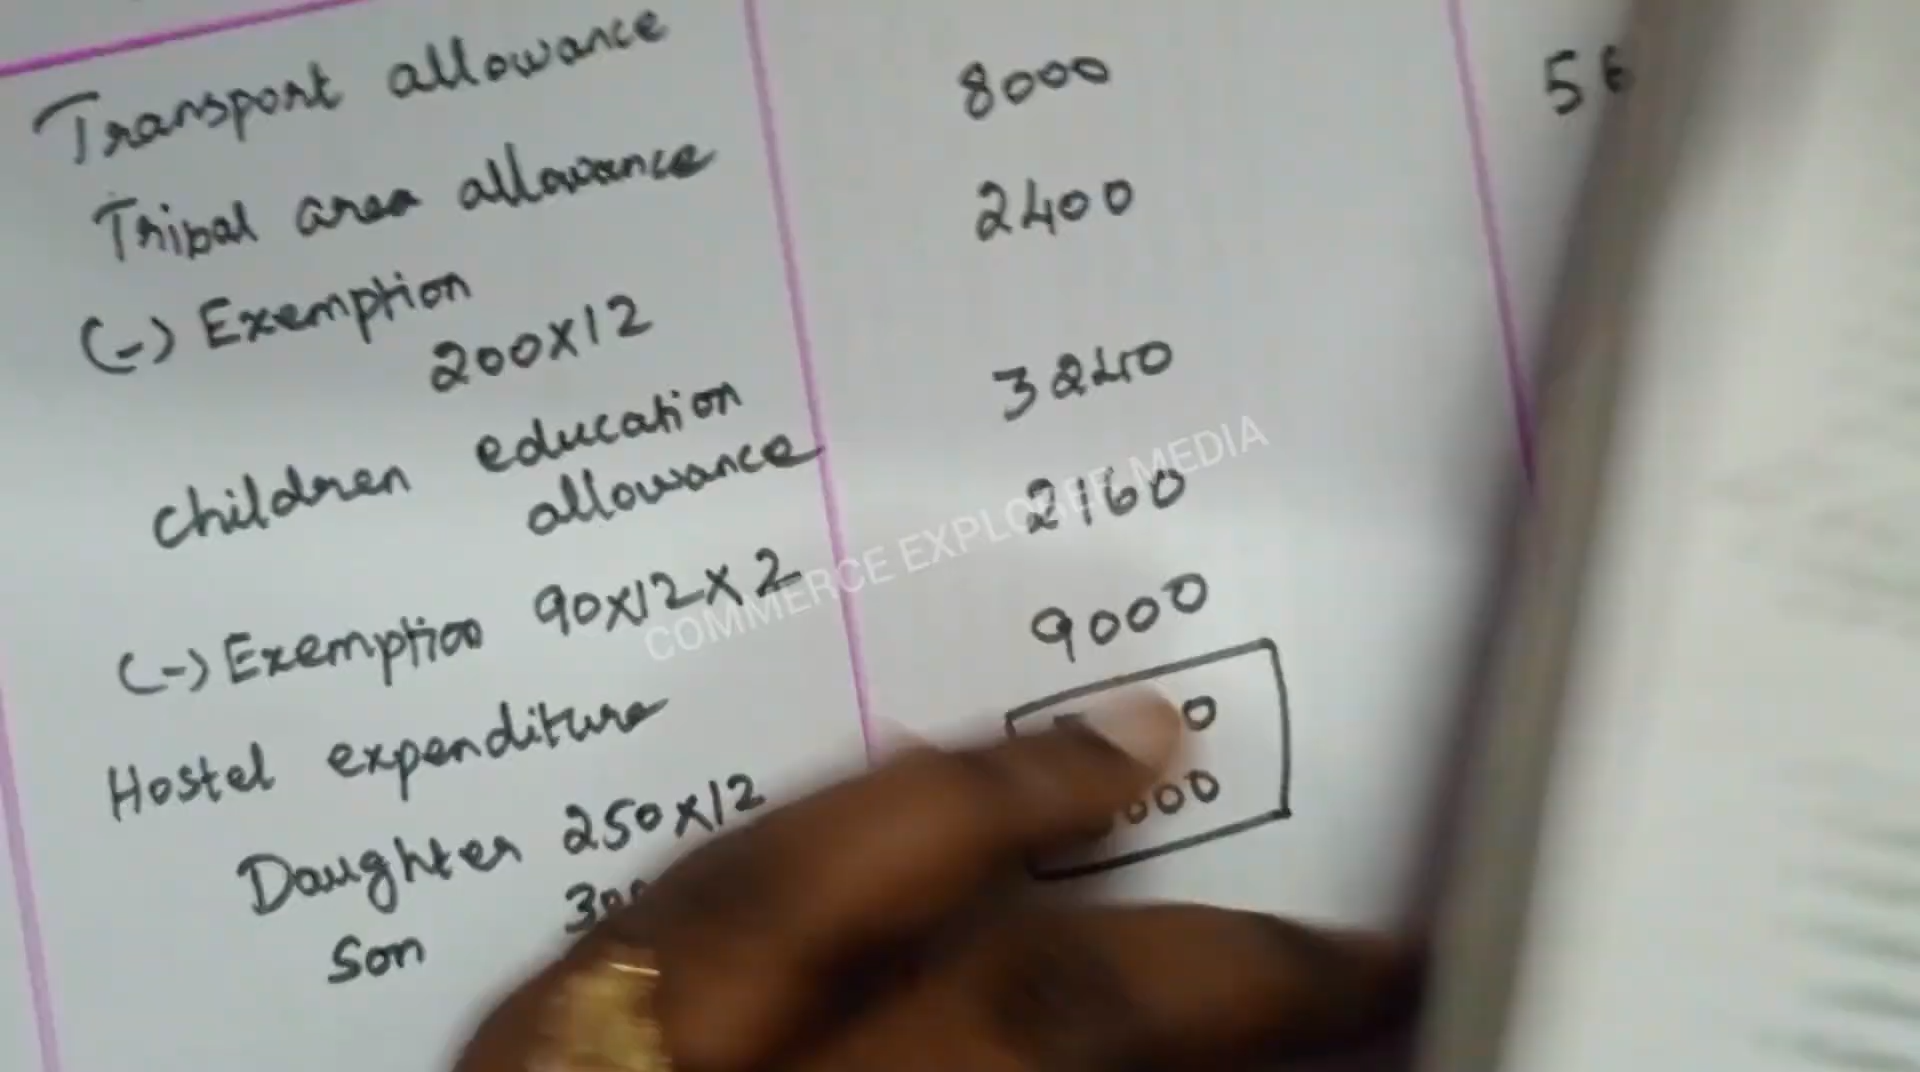 Transport allowance
Tribal area allowance 8000 56
(-) Exemption
200x12 2400
Children education
allowance 3240
(-) Exemption 90x12x2 2160
Hostel expenditure 9000
Daughter 250x12
Son
COMMERCE EXPLORER MEDIA